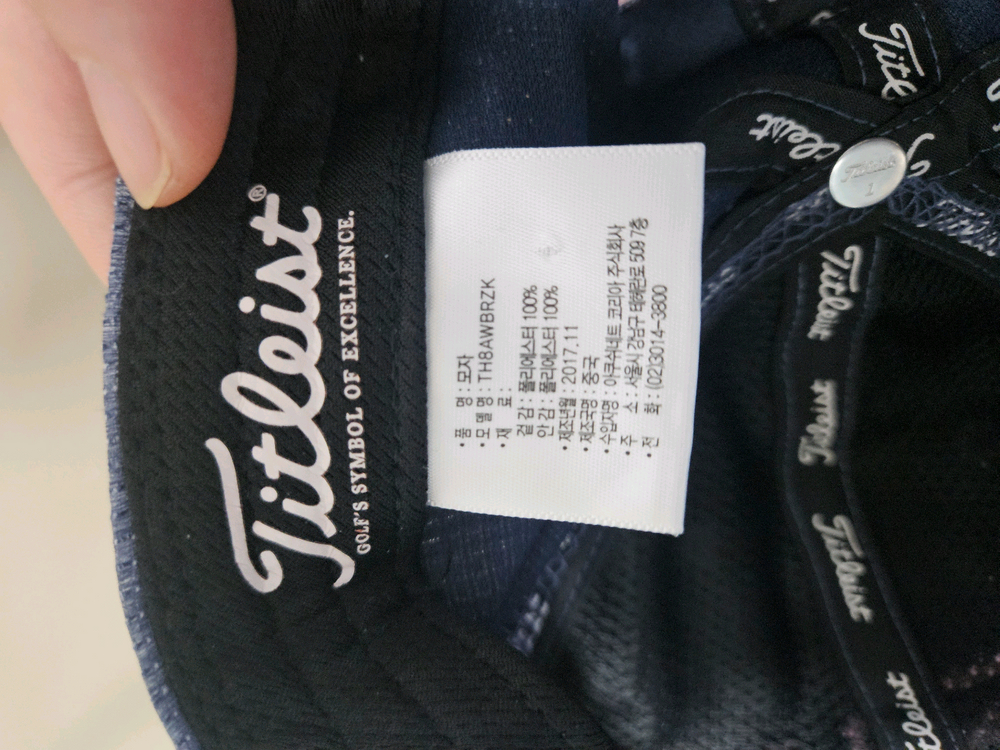 Titleist®
GOLF'S SYMBOL OF EXCELLENCE.
• 품 명 : 모자
• 모 델 명 : TH8AWBRZK
• 재 료 :
겉감 : 폴리에스터 100%
안감 : 폴리에스터 100%
• 제조년월 : 2017.11
• 제조국명 : 중국
• 수입자명 : 아쿠쉬네트 코리아 주식회사
• 주 소 : 서울시 강남구 테헤란로 509 7층
• 전 화 : (02)3014-3800
Titleist
Titleist
Titleist